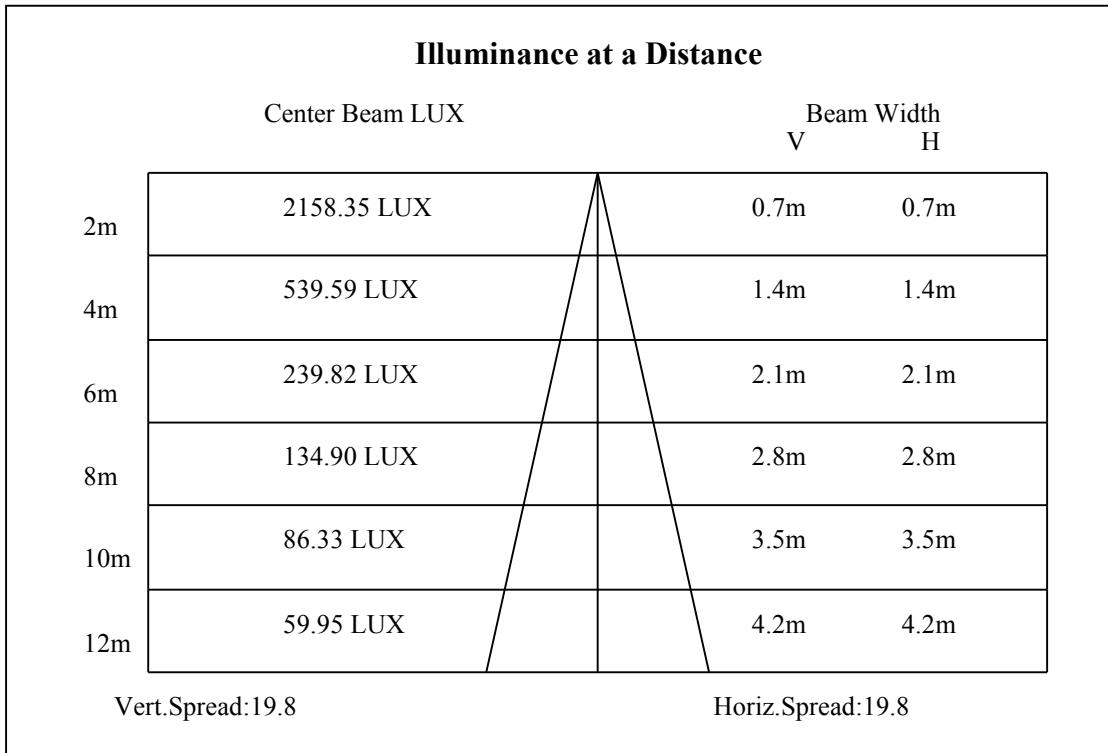 Illuminance at a Distance
Center Beam LUX Beam Width
V H
2m 2158.35 LUX 0.7m 0.7m
4m 539.59 LUX 1.4m 1.4m
6m 239.82 LUX 2.1m 2.1m
8m 134.90 LUX 2.8m 2.8m
10m 86.33 LUX 3.5m 3.5m
12m 59.95 LUX 4.2m 4.2m
Vert.Spread:19.8 Horiz.Spread:19.8